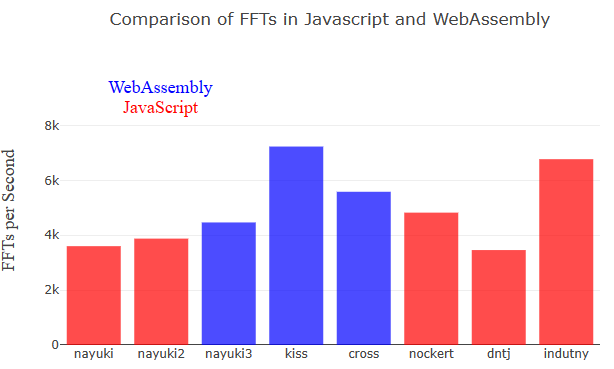 Comparison of FFTs in Javascript and WebAssembly
WebAssembly
JavaScript
FFTs per Second
8k
6k
4k
2k
0
nayuki nayuki2 nayuki3 kiss cross nockert dntj indutny